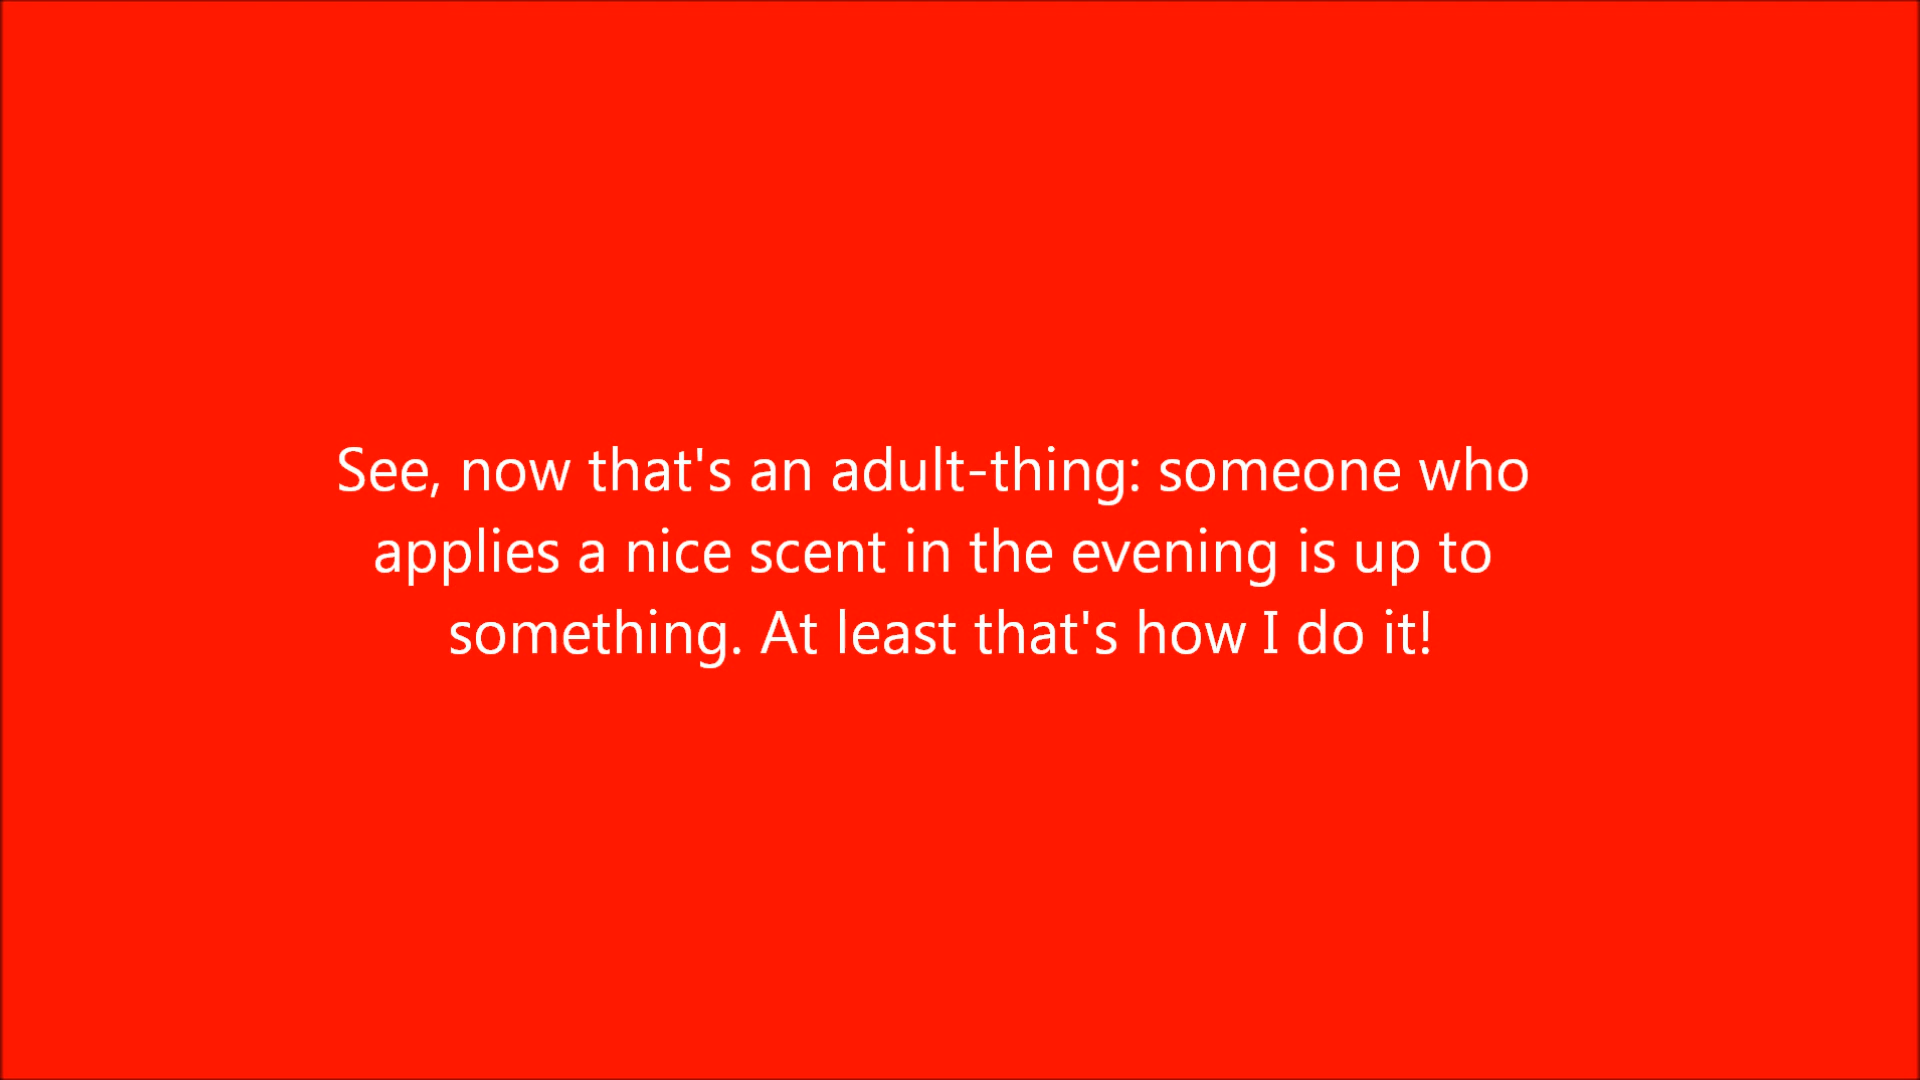 See, now that's an adult-thing: someone who
applies a nice scent in the evening is up to
something. At least that's how I do it!